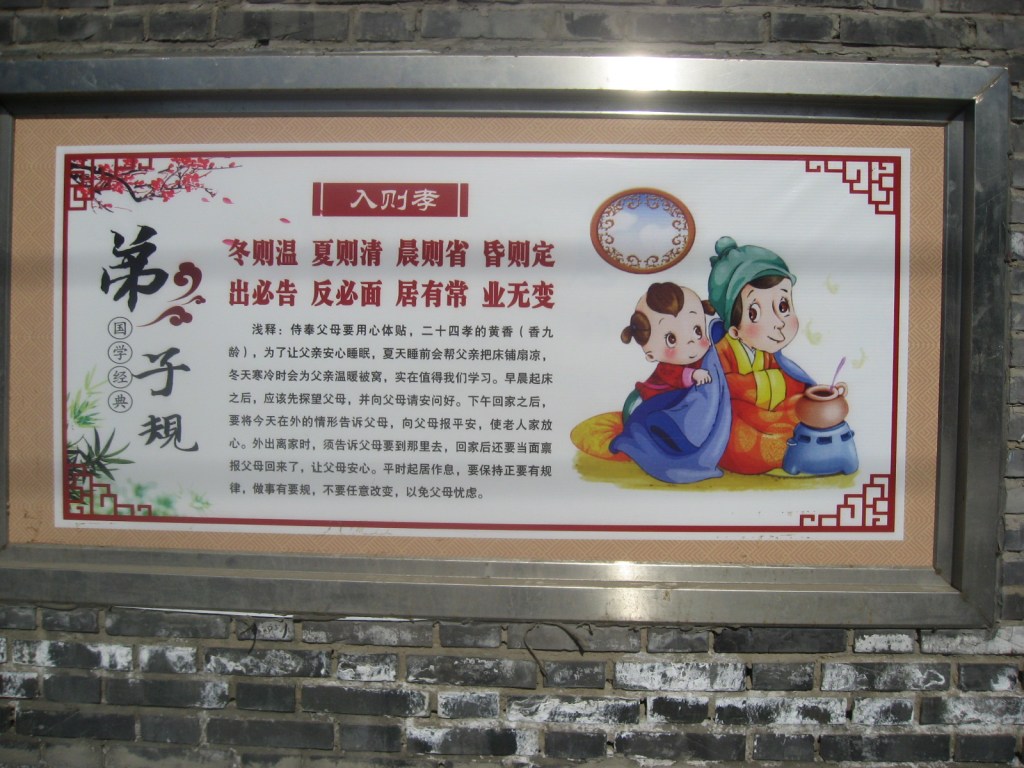 弟子规
国学经典
入则孝
冬则温 夏则清 晨则省 昏则定
出必告 反必面 居有常 业无变
浅释：侍奉父母要用心体贴，二十四孝的黄香（香九
龄），为了让父亲安心睡眠，夏天睡前会帮父亲把床铺扇凉，
冬天寒冷时会为父亲温暖被窝，实在值得我们学习。早晨起床
之后，应该先探望父母，并向父母请安问好。下午回家之后，
要将今天在外的情形告诉父母，向父母报平安，使老人家放
心。外出离家时，须告诉父母要到那里去，回家后还要当面禀
报父母回来了，让父母安心。平时起居作息，要保持正要有规
律，做事有要规，不要任意改变，以免父母忧虑。